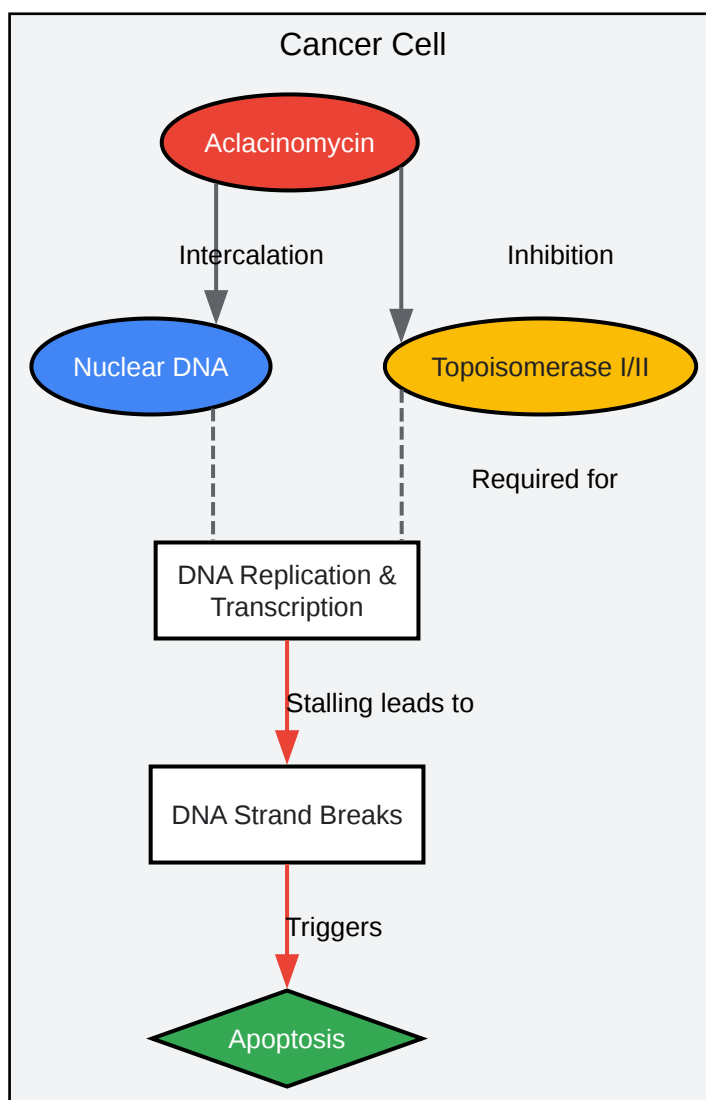 Cancer Cell
Aclacinomycin
Intercalation
Inhibition
Nuclear DNA
Topoisomerase I/II
Required for
DNA Replication &
Transcription
Stalling leads to
DNA Strand Breaks
Triggers
Apoptosis